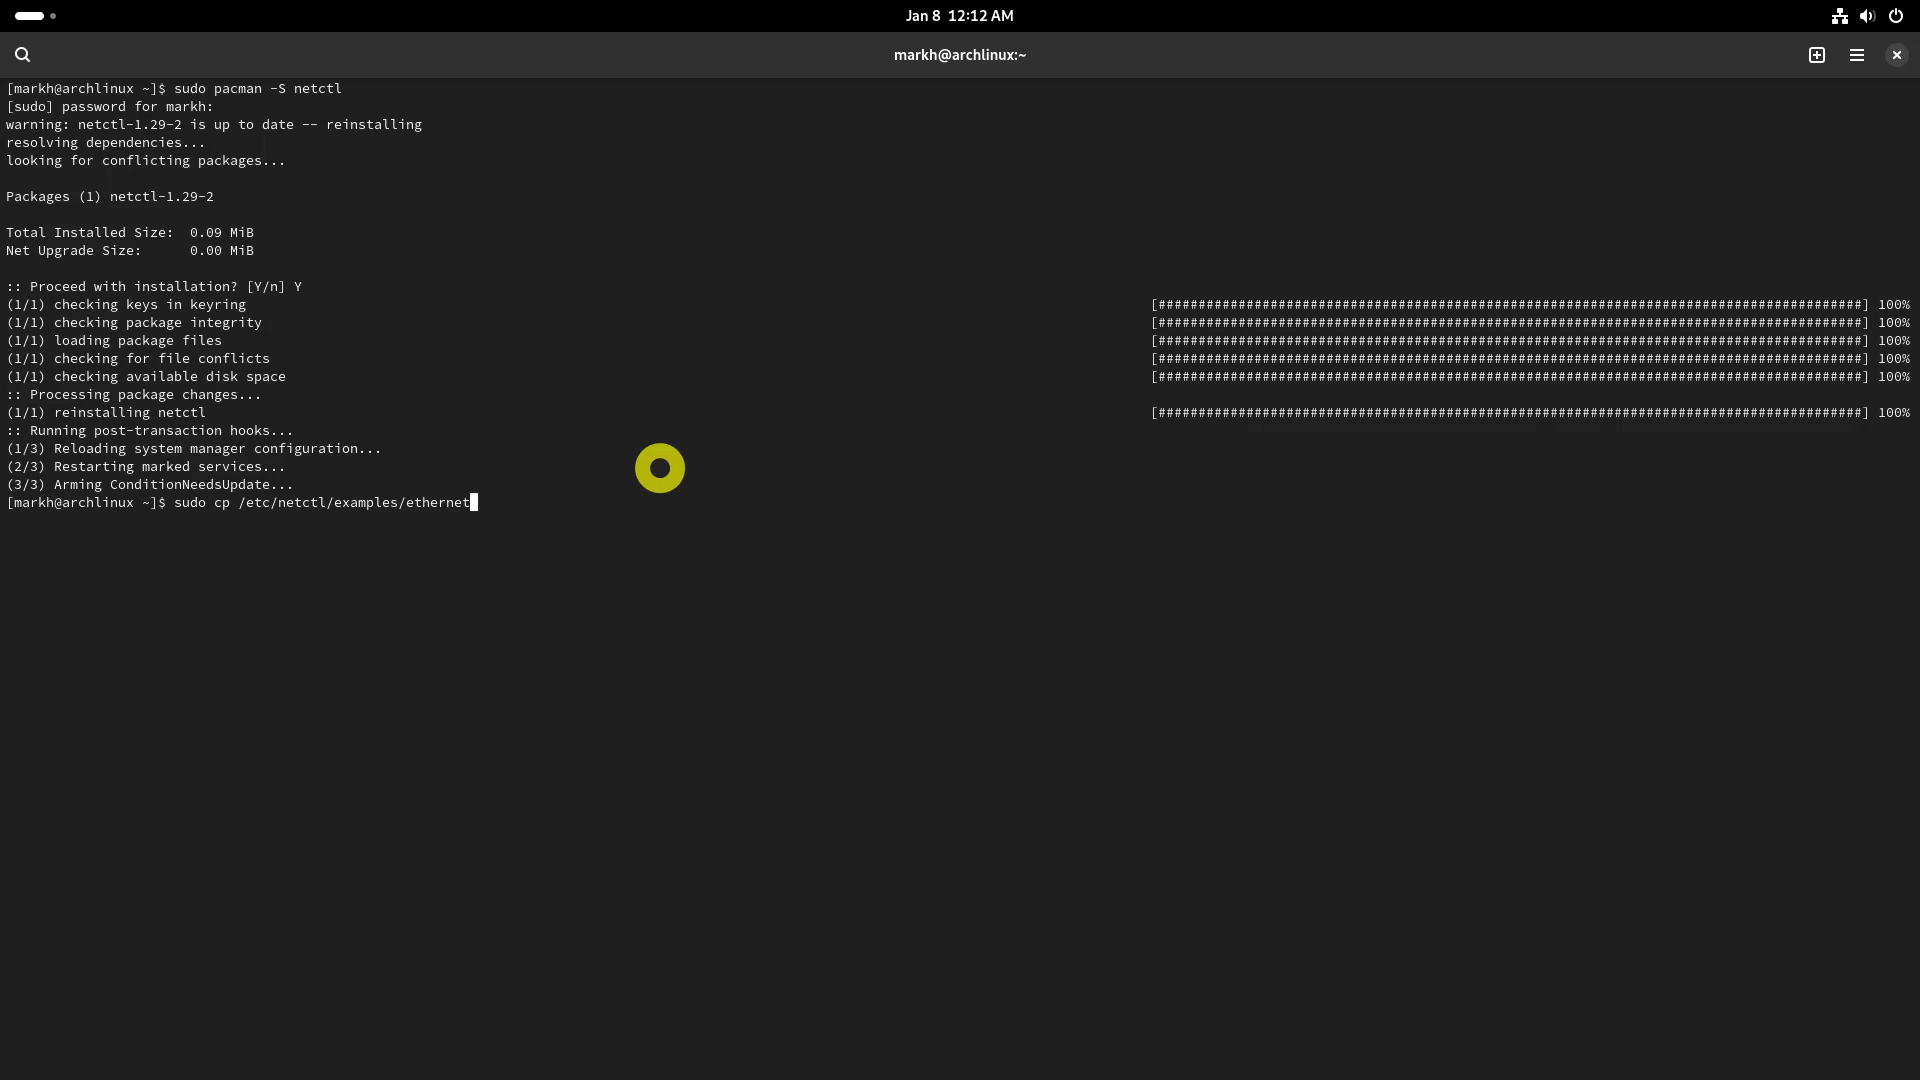 Jan 8 12:12 AM
markh@archlinux:~
[markh@archlinux ~]$ sudo pacman -S netctl
[sudo] password for markh:
warning: netctl-1.29-2 is up to date -- reinstalling
resolving dependencies...
looking for conflicting packages...
Packages (1) netctl-1.29-2
Total Installed Size:  0.09 MiB
Net Upgrade Size:      0.00 MiB
:: Proceed with installation? [Y/n] Y
(1/1) checking keys in keyring [########################################################################################] 100%
(1/1) checking package integrity [########################################################################################] 100%
(1/1) loading package files [########################################################################################] 100%
(1/1) checking for file conflicts [########################################################################################] 100%
(1/1) checking available disk space [########################################################################################] 100%
:: Processing package changes...
(1/1) reinstalling netctl [########################################################################################] 100%
:: Running post-transaction hooks...
(1/3) Reloading system manager configuration...
(2/3) Restarting marked services...
(3/3) Arming ConditionNeedsUpdate...
[markh@archlinux ~]$ sudo cp /etc/netctl/examples/ethernet